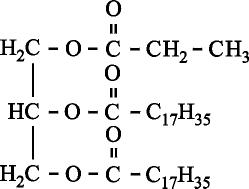 O
H₂C – O – C – CH₂ – CH₃
O
HC – O – C – C₁₇H₃₅
O
H₂C – O – C – C₁₇H₃₅